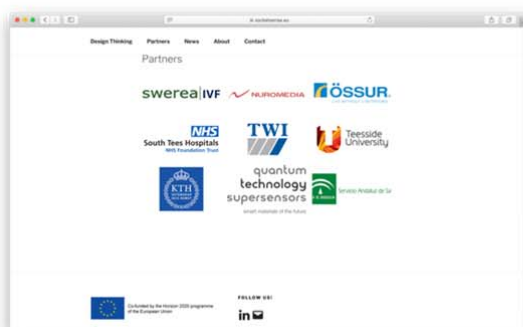 Design Thinking Partners News About Contact
Partners
swerea|IVF NUROMEDIA ÖSSUR.
NHS
South Tees Hospitals
NHS Foundation Trust
TWI
Teesside
University
KTH
quantum
technology
supersensors
smart materials of the future
Servicio Andaluz de Sa
FOLLOW US!
Co-funded by the Horizon 2020 programme
of the European Union
in